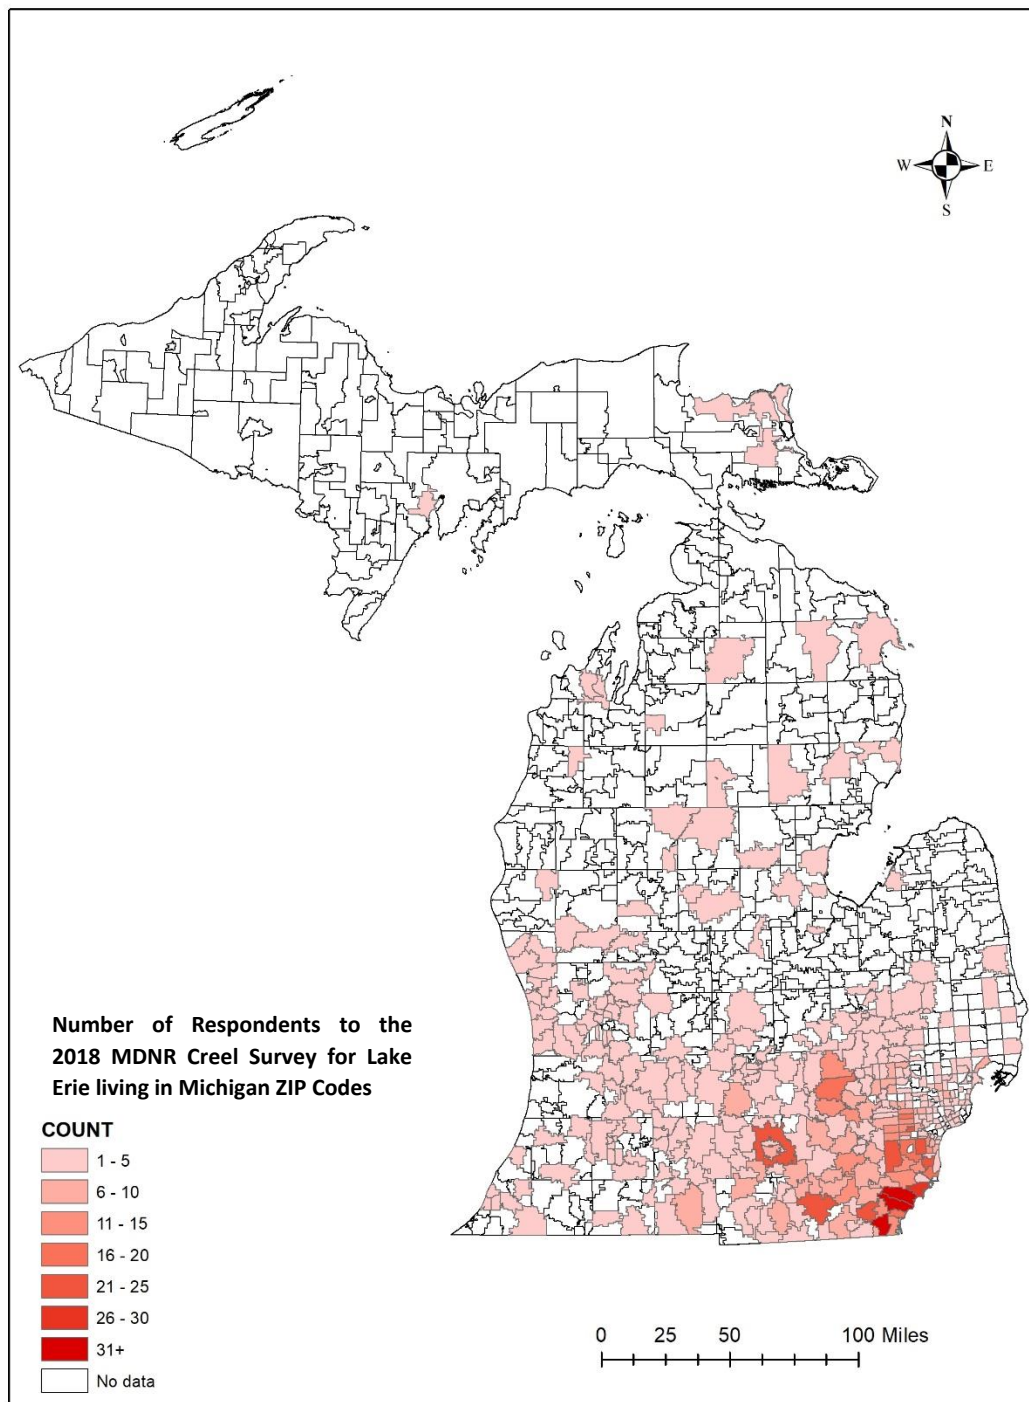 N
W E
S
Number of Respondents to the
2018 MDNR Creel Survey for Lake
Erie living in Michigan ZIP Codes
COUNT
1 - 5
6 - 10
11 - 15
16 - 20
21 - 25
26 - 30
31+
No data
0 25 50 100 Miles